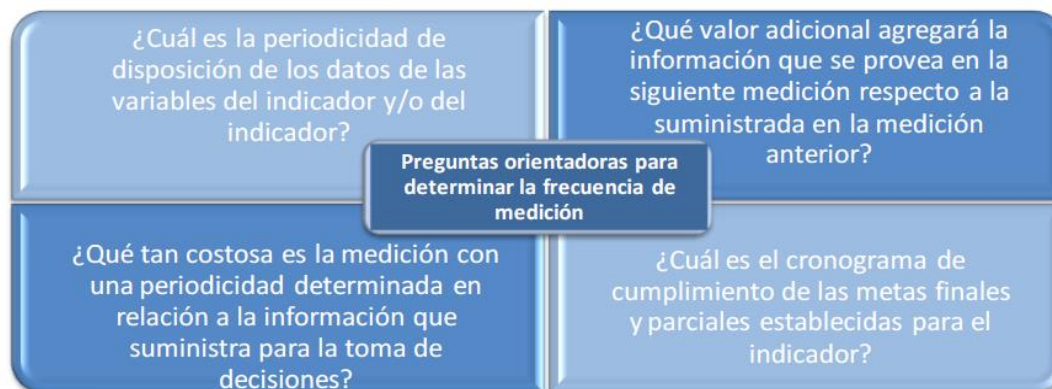 ¿Cuál es la periodicidad de
disposición de los datos de las
variables del indicador y/o del
indicador?
¿Qué valor adicional agregará la
información que se provea en la
siguiente medición respecto a la
suministrada en la medición
anterior?
Preguntas orientadoras para
determinar la frecuencia de
medición
¿Qué tan costosa es la medición con
una periodicidad determinada en
relación a la información que
suministra para la toma de
decisiones?
¿Cuál es el cronograma de
cumplimiento de las metas finales
y parciales establecidas para el
indicador?